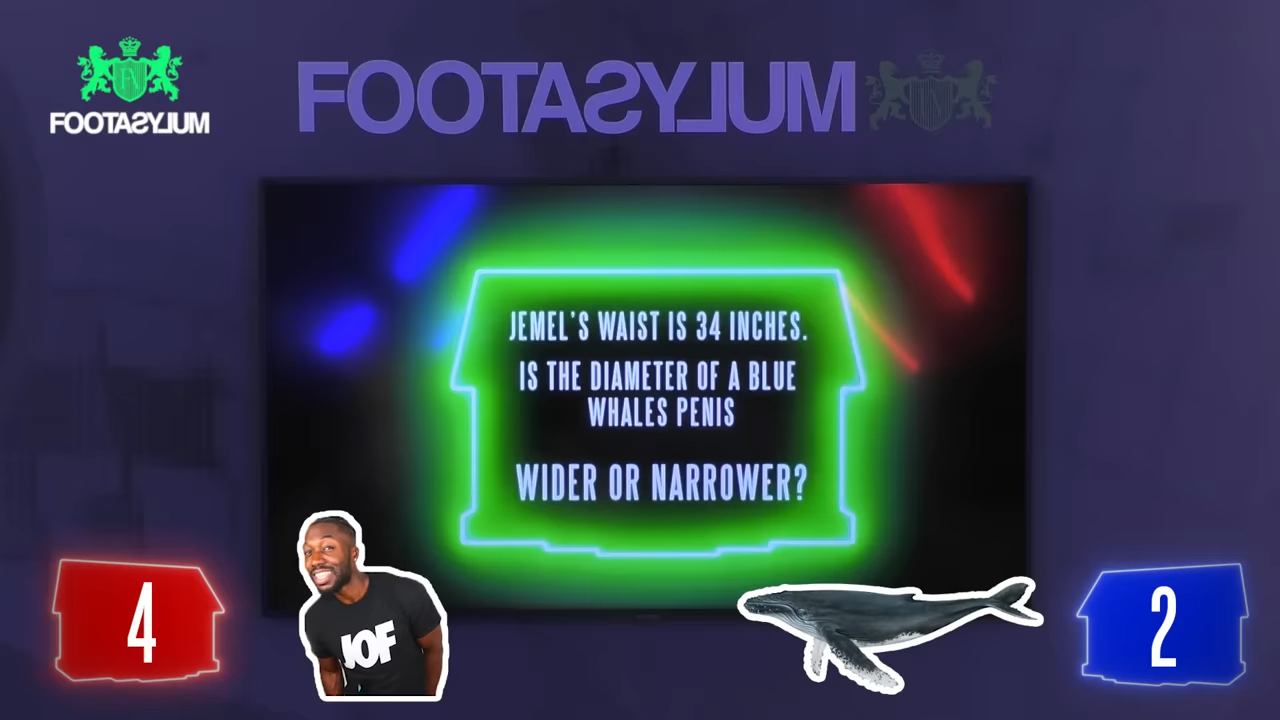 FOOTASYLUM
FOOTASYLUM
JEMEL'S WAIST IS 34 INCHES.
IS THE DIAMETER OF A BLUE
WHALES PENIS
WIDER OR NARROWER?
4
JOF
2